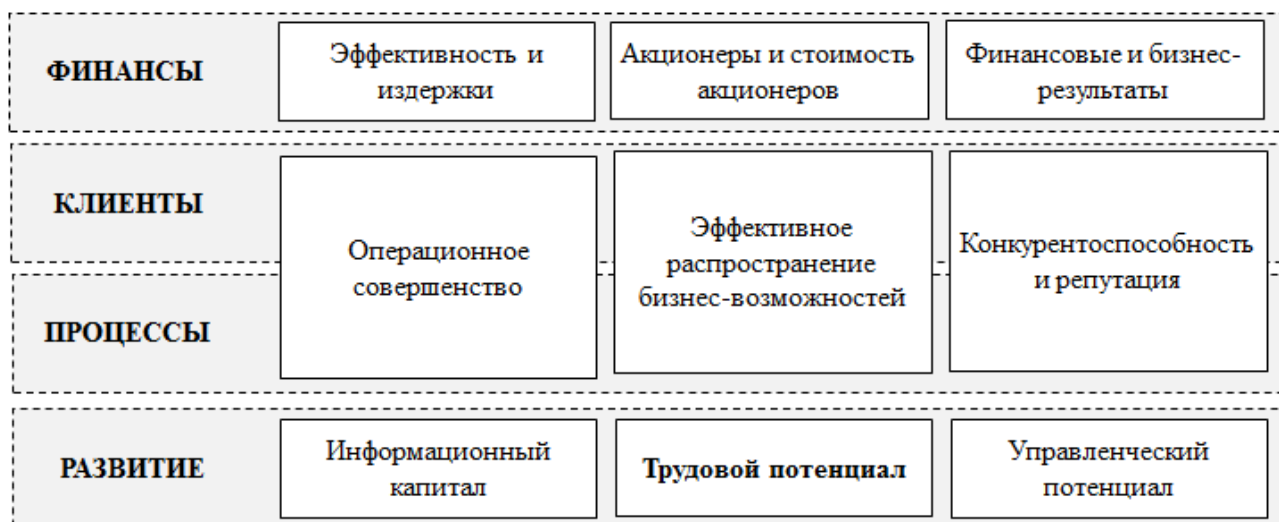 ФИНАНСЫ
Эффективность и
издержки
Акционеры и стоимость
акционеров
Финансовые и бизнес-
результаты
КЛИЕНТЫ
ПРОЦЕССЫ
Операционное
совершенство
Эффективное
распространение
бизнес-возможностей
Конкурентоспособность
и репутация
РАЗВИТИЕ
Информационный
капитал
Трудовой потенциал
Управленческий
потенциал